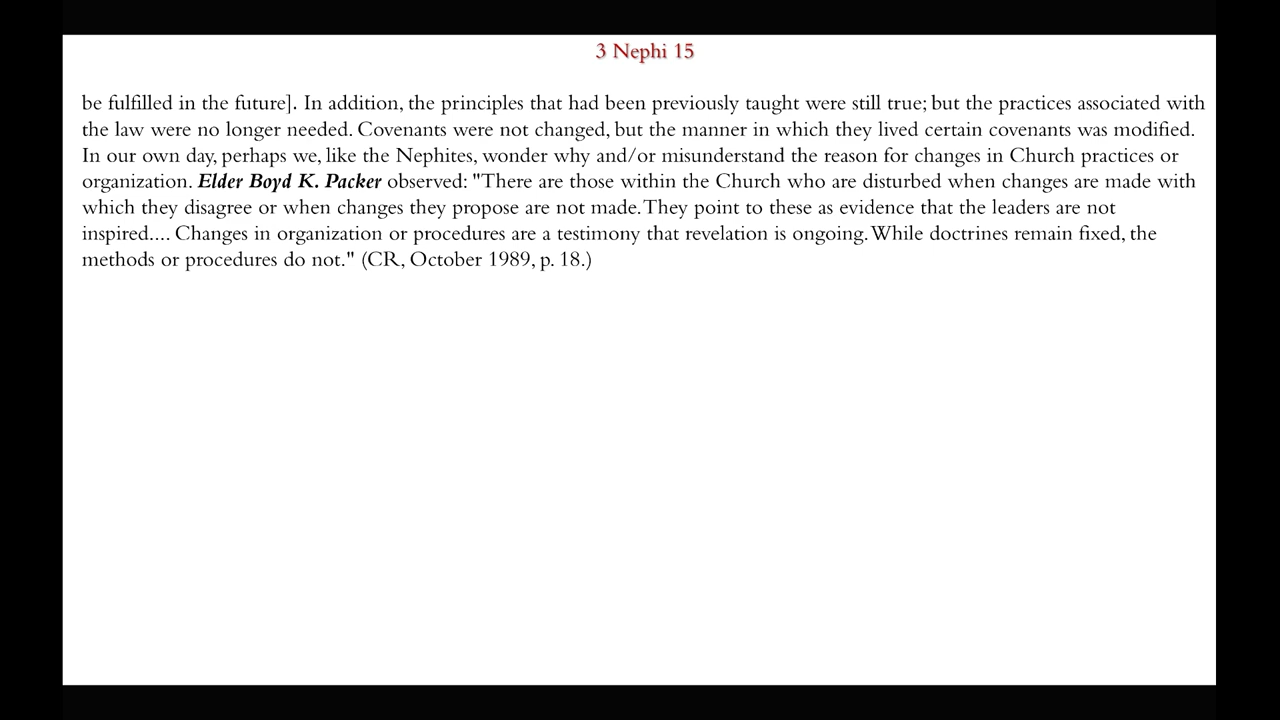 3 Nephi 15
be fulfilled in the future]. In addition, the principles that had been previously taught were still true; but the practices associated with
the law were no longer needed. Covenants were not changed, but the manner in which they lived certain covenants was modified.
In our own day, perhaps we, like the Nephites, wonder why and/or misunderstand the reason for changes in Church practices or
organization. Elder Boyd K. Packer observed: "There are those within the Church who are disturbed when changes are made with
which they disagree or when changes they propose are not made. They point to these as evidence that the leaders are not
inspired.... Changes in organization or procedures are a testimony that revelation is ongoing. While doctrines remain fixed, the
methods or procedures do not." (CR, October 1989, p. 18.)